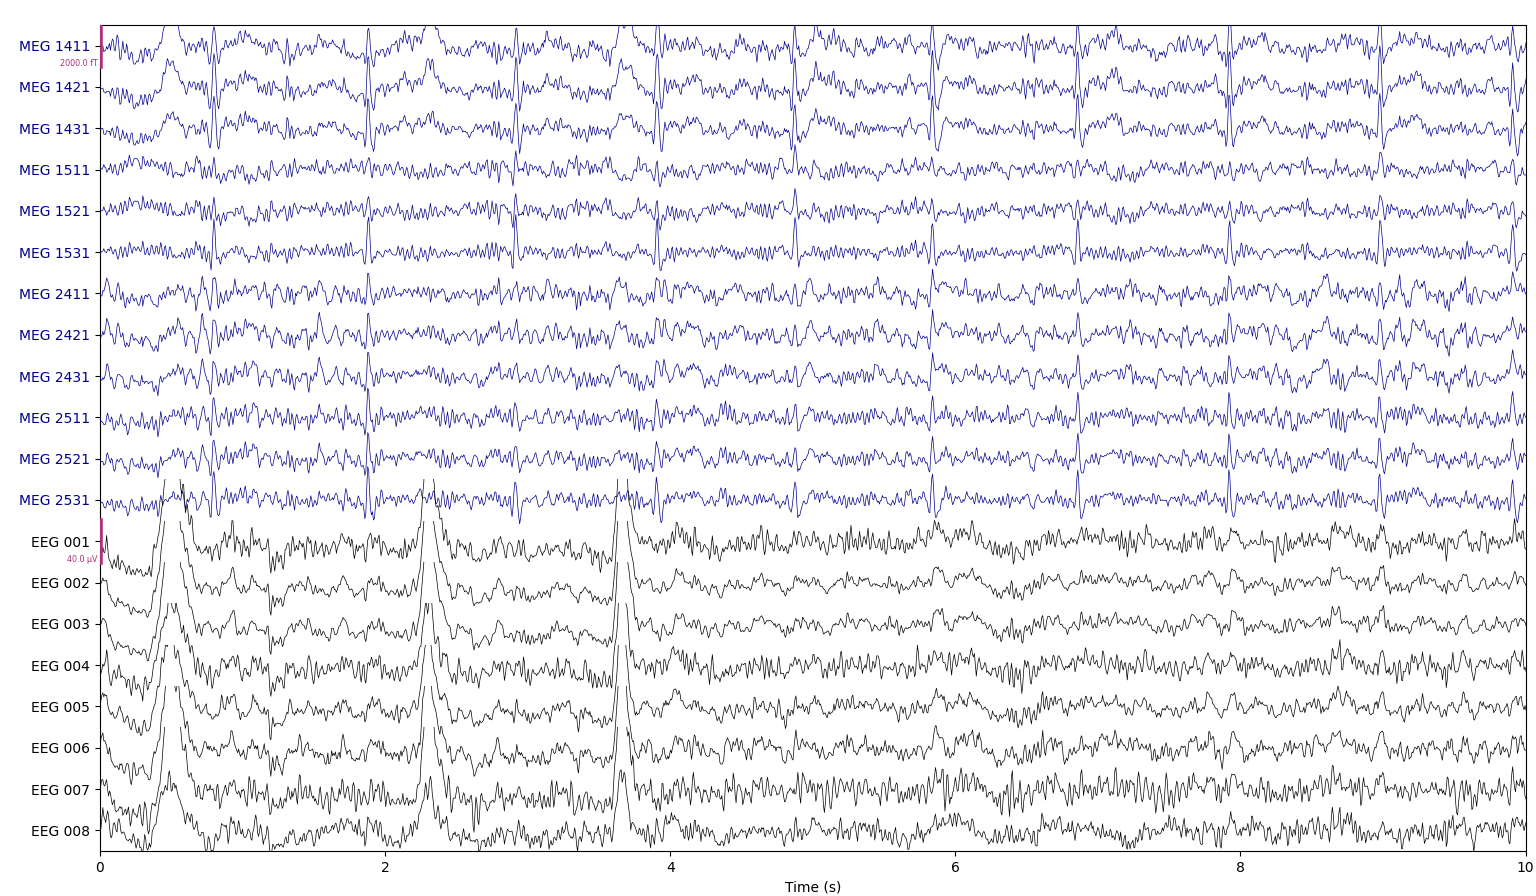 MEG 1411
2000.0 fT
MEG 1421
MEG 1431
MEG 1511
MEG 1521
MEG 1531
MEG 2411
MEG 2421
MEG 2431
MEG 2511
MEG 2521
MEG 2531
EEG 001
40.0 µV
EEG 002
EEG 003
EEG 004
EEG 005
EEG 006
EEG 007
EEG 008
0 2 4 6 8 10
Time (s)